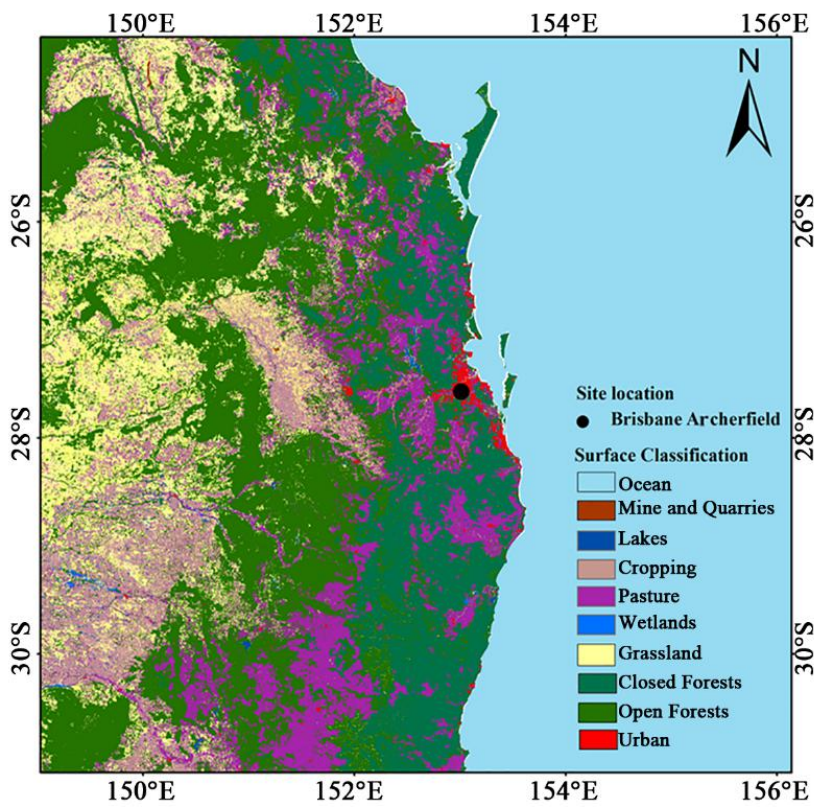 150°E 152°E 154°E 156°E
N
26°S 26°S
Site location
Brisbane Archerfield
28°S 28°S
Surface Classification
Ocean
Mine and Quarries
Lakes
Cropping
Pasture
Wetlands
30°S 30°S
Grassland
Closed Forests
Open Forests
Urban
150°E 152°E 154°E 156°E